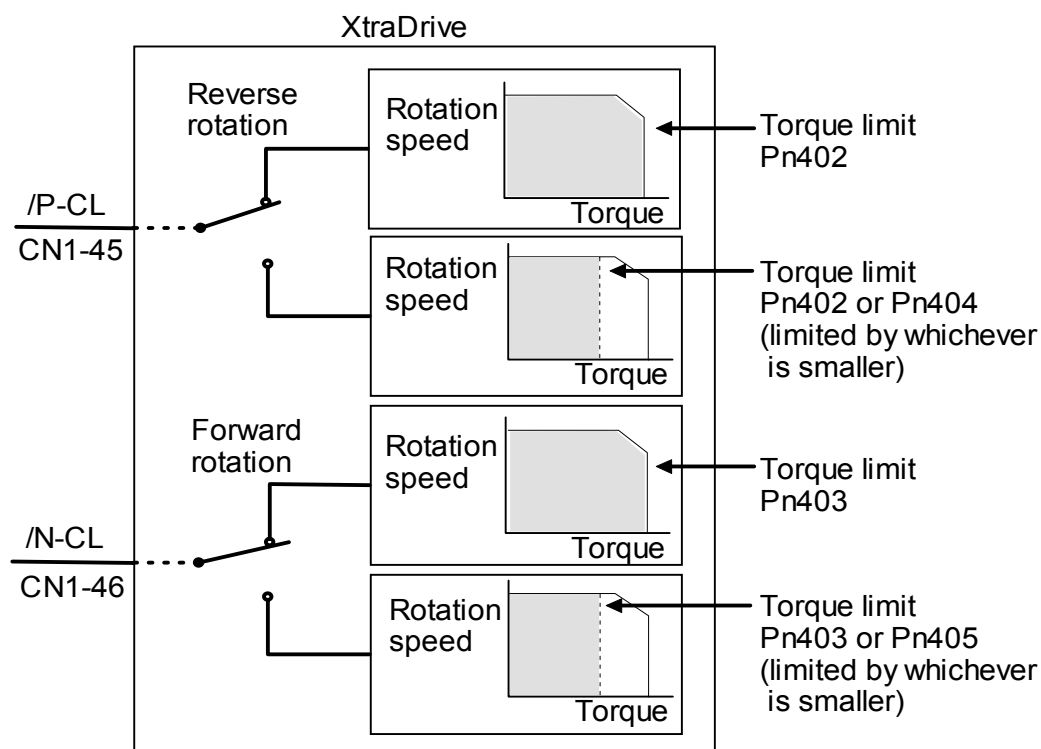 XtraDrive
Reverse
rotation
Rotation
speed
Torque
Torque limit
Pn402
/P-CL
CN1-45
Rotation
speed
Torque
Torque limit
Pn402 or Pn404
(limited by whichever
is smaller)
Forward
rotation
Rotation
speed
Torque
Torque limit
Pn403
/N-CL
CN1-46
Rotation
speed
Torque
Torque limit
Pn403 or Pn405
(limited by whichever
is smaller)